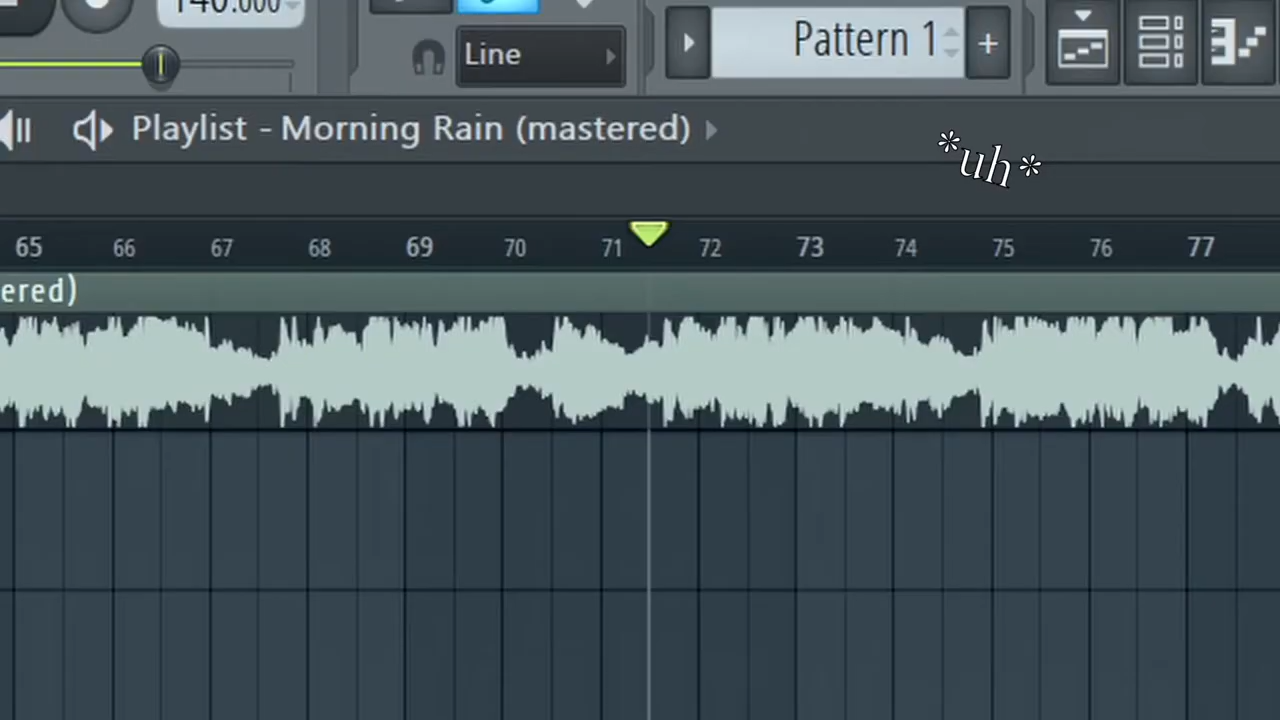 140.000
Line
Pattern 1
+
Playlist - Morning Rain (mastered)
*uh*
65 66 67 68 69 70 71 72 73 74 75 76 77
ered)